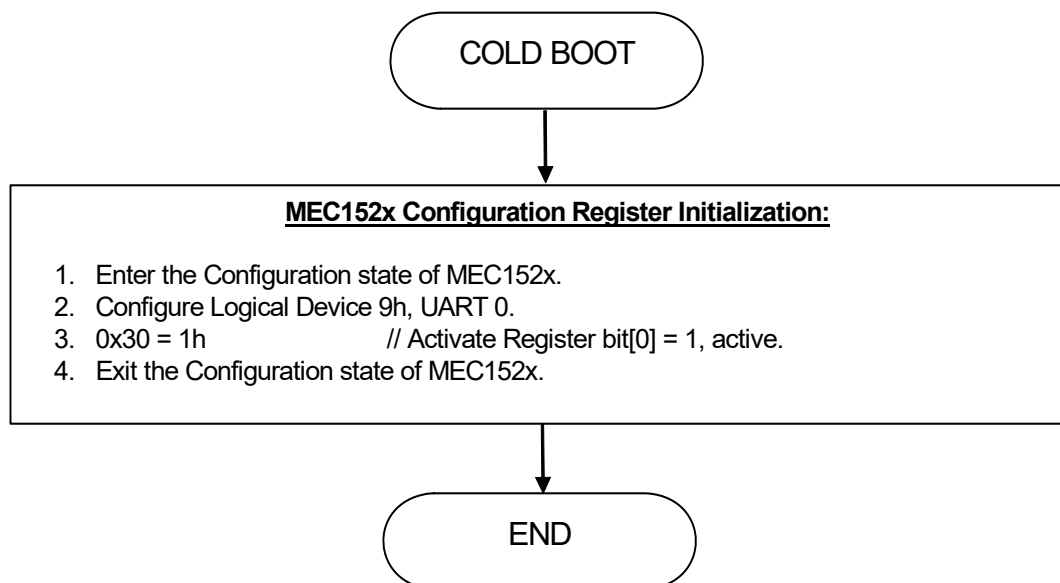 COLD BOOT
MEC152x Configuration Register Initialization:
1. Enter the Configuration state of MEC152x.
2. Configure Logical Device 9h, UART 0.
3. 0x30 = 1h // Activate Register bit[0] = 1, active.
4. Exit the Configuration state of MEC152x.
END